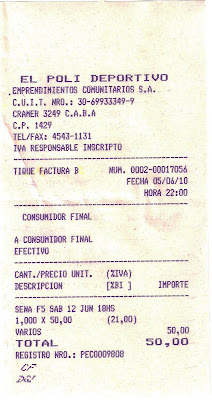 EL POLI DEPORTIVO
EMPRENDIMIENTOS COMUNITARIOS S.A.
C.U.I.T. NRO.: 30-69933349-9
CRAMER 3249 C.A.B.A
C.P. 1429
TEL/FAX: 4543-1131
IVA RESPONSABLE INSCRIPTO
TIQUE FACTURA B NUM. 0002-00017056
FECHA 05/06/10
HORA 22:00
CONSUMIDOR FINAL
A CONSUMIDOR FINAL
EFECTIVO
CANT./PRECIO UNIT. (%IVA)
DESCRIPCION [%BI ] IMPORTE
SENA F5 SAB 12 JUN 18HS
1,000 X 50,00 (21,00)
VARIOS 50,00
TOTAL 50,00
REGISTRO NRO.: PEC0009808
CF
DGI